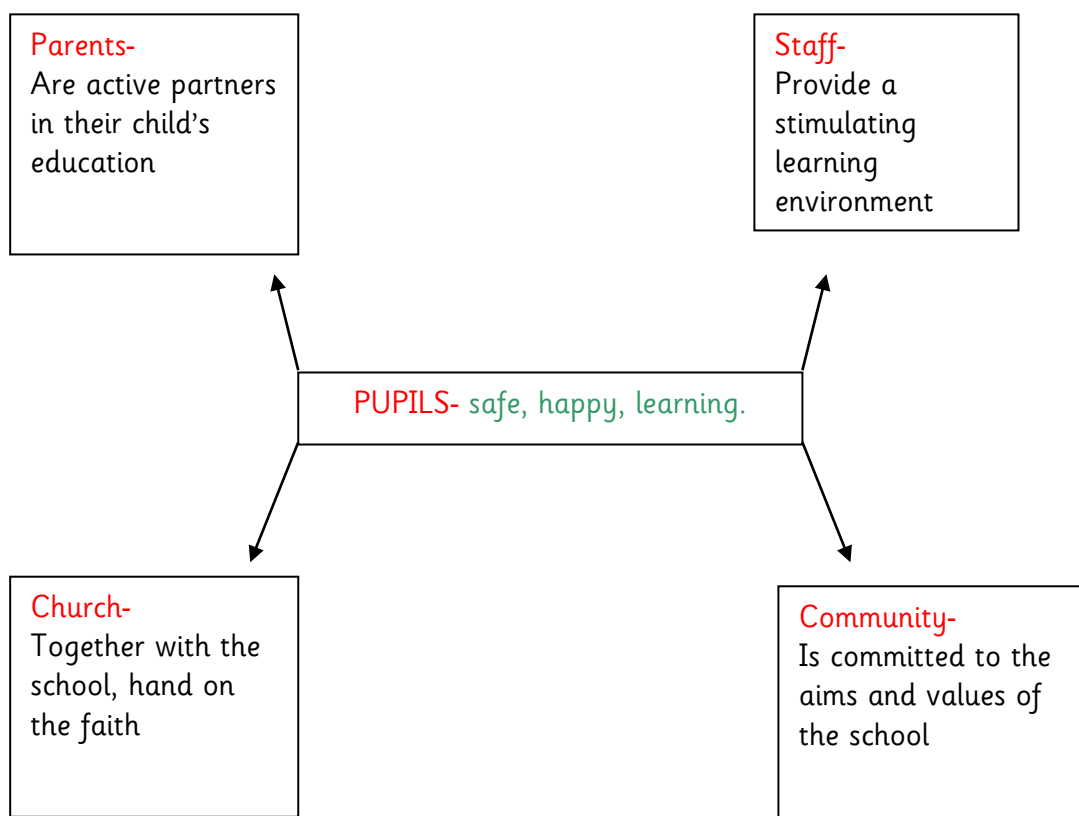 Parents-
Are active partners
in their child's
education
Staff-
Provide a
stimulating
learning
environment
PUPILS- safe, happy, learning.
Church-
Together with the
school, hand on
the faith
Community-
Is committed to the
aims and values of
the school